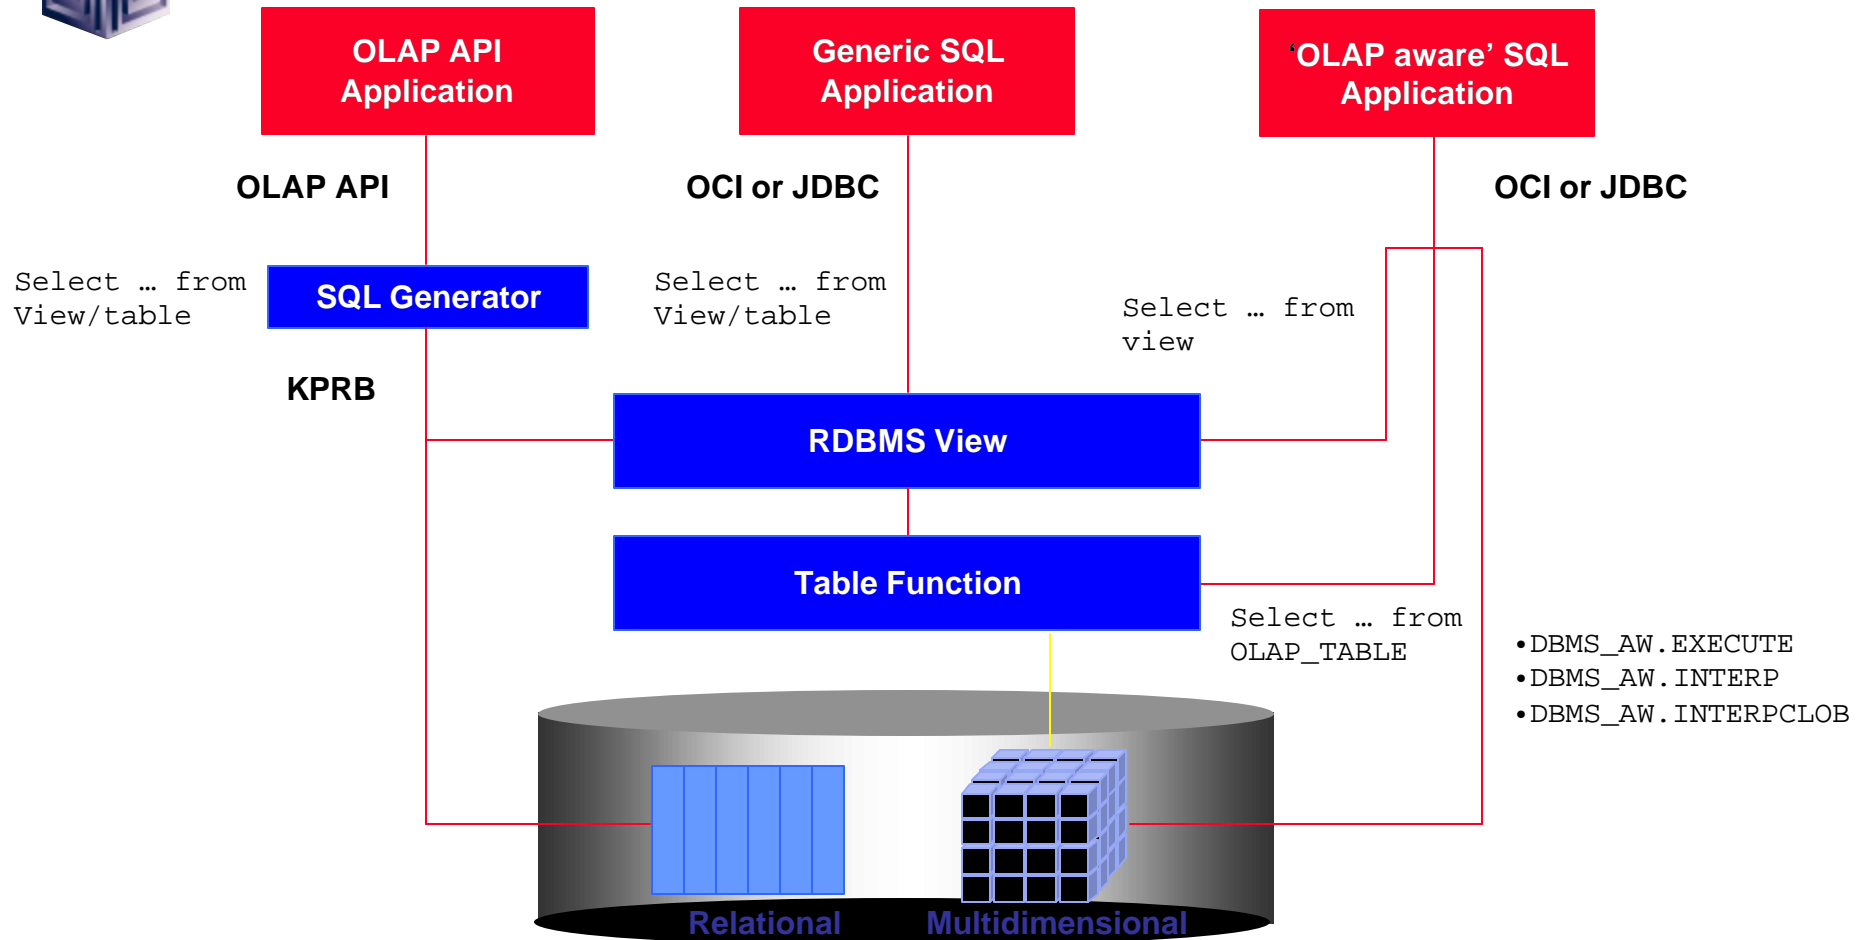 OLAP API
Application
Generic SQL
Application
‘OLAP aware’ SQL
Application
OLAP API
OCI or JDBC
OCI or JDBC
Select … from
View/table
SQL Generator
Select … from
View/table
Select … from
view
KPRB
RDBMS View
Table Function
Select … from
OLAP_TABLE
•DBMS_AW.EXECUTE
•DBMS_AW.INTERP
•DBMS_AW.INTERPCLOB
Relational
Multidimensional